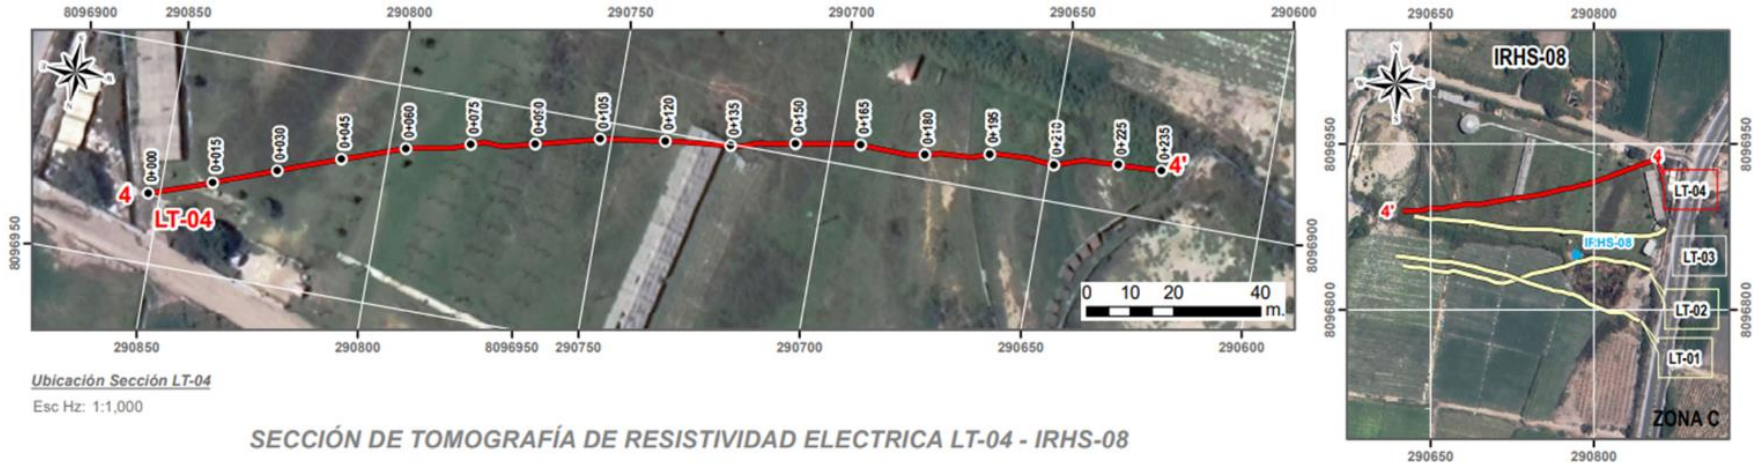 8096900 290850 290800 290750 290700 290650 290600
290650 290800
IRHS-08
0+000 0+015 0+030 0+045 0+060 0+075 0+090 0+105 0+120 0+135 0+150 0+165 0+180 0+195 0+210 0+225 0+235
4 4'
LT-04
8096950 8096900
0 10 20 40
m.
290850 290800 8096950 290750 290700 290650 290600
8096950 8096950
4
LT-04
4'
IRHS-08
LT-03
8096800 8096800
LT-02
LT-01
ZONA C
290650 290800
Ubicación Sección LT-04
Esc Hz: 1:1,000
SECCIÓN DE TOMOGRAFÍA DE RESISTIVIDAD ELECTRICA LT-04 - IRHS-08